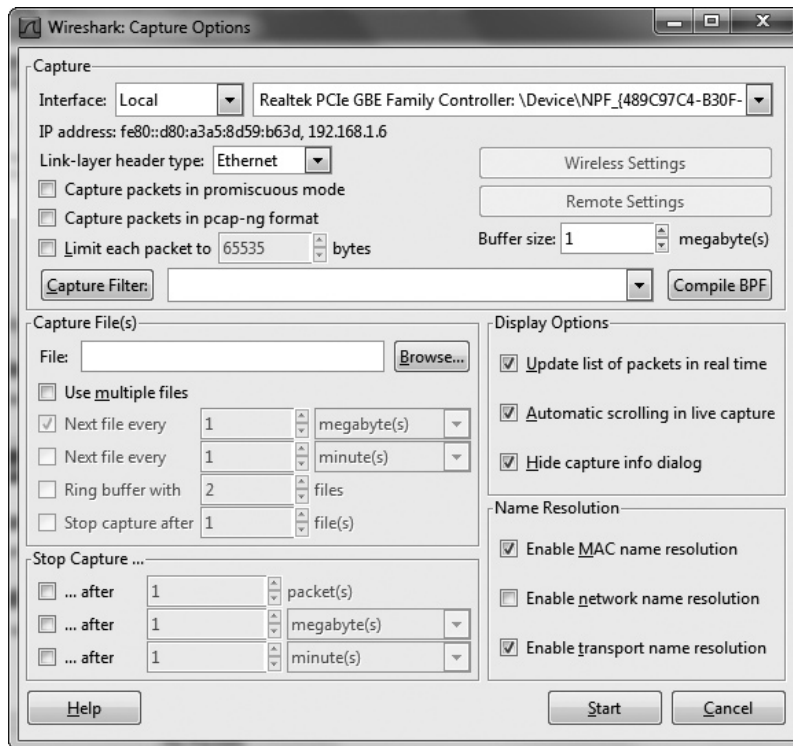 Wireshark: Capture Options
Capture
Interface: Local Realtek PCIe GBE Family Controller: \Device\NPF_{489C97C4-B30F-
IP address: fe80::d80:a3a5:8d59:b63d, 192.168.1.6
Link-layer header type: Ethernet Wireless Settings
Capture packets in promiscuous mode
Remote Settings
Capture packets in pcap-ng format
Limit each packet to 65535 bytes Buffer size: 1 megabyte(s)
Capture Filter: Compile BPF
Capture File(s)
File: Browse...
Use multiple files
Next file every 1 megabyte(s)
Next file every 1 minute(s)
Ring buffer with 2 files
Stop capture after 1 file(s)
Stop Capture ...
... after 1 packet(s)
... after 1 megabyte(s)
... after 1 minute(s)
Display Options
Update list of packets in real time
Automatic scrolling in live capture
Hide capture info dialog
Name Resolution
Enable MAC name resolution
Enable network name resolution
Enable transport name resolution
Help Start Cancel